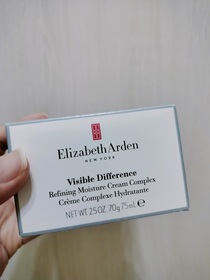 Elizabeth Arden
NEW YORK
Visible Difference
Refining Moisture Cream Complex
Crème Complexe Hydratante
NET WT. 2.5 OZ. 70g 75mL ℮